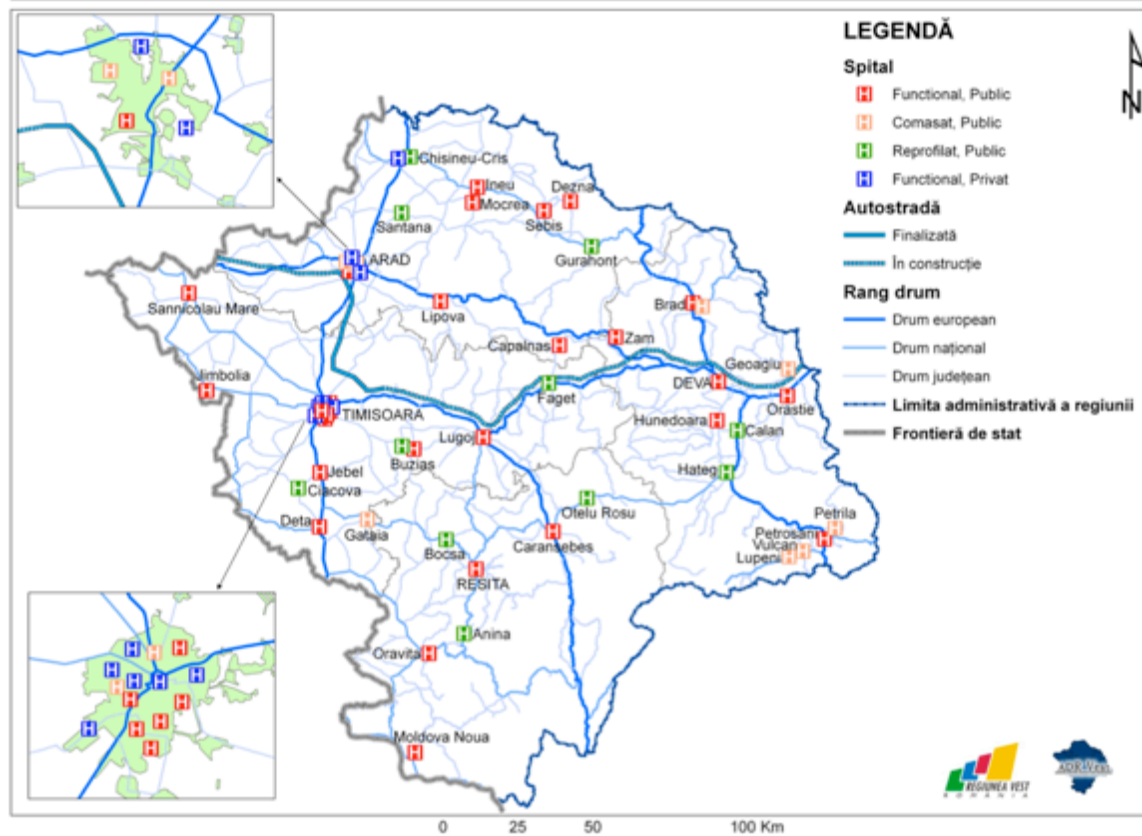 LEGENDĂ
Spital
H Functional, Public
H Comasat, Public
H Reprofilat, Public
H Functional, Privat
Autostradă
Finalizată
În construcție
Rang drum
Drum european
Drum național
Drum județean
Limita administrativă a regiunii
Frontieră de stat
N
Chisineu-Cris
Ineu
Dezna
Mocrea
Santana
Sebis
Gurahont
ARAD
Sannicolau Mare
Lipova
Brad
Zam
Capalnas
Geoagiu
Jimbolia
DEVA
Faget
Orastie
TIMISOARA
Hunedoara
Calan
Lugoj
Buzias
Jebel
Hateg
Ciacova
Otelu Rosu
Petrila
Deta
Gataia
Caransebes
Petrosani
Bocsa
Vulcan
Lupeni
RESITA
Anina
Oravita
Moldova Noua
REGIUNEA VEST
ROMANIA
ADR Vest
0 25 50 100 Km